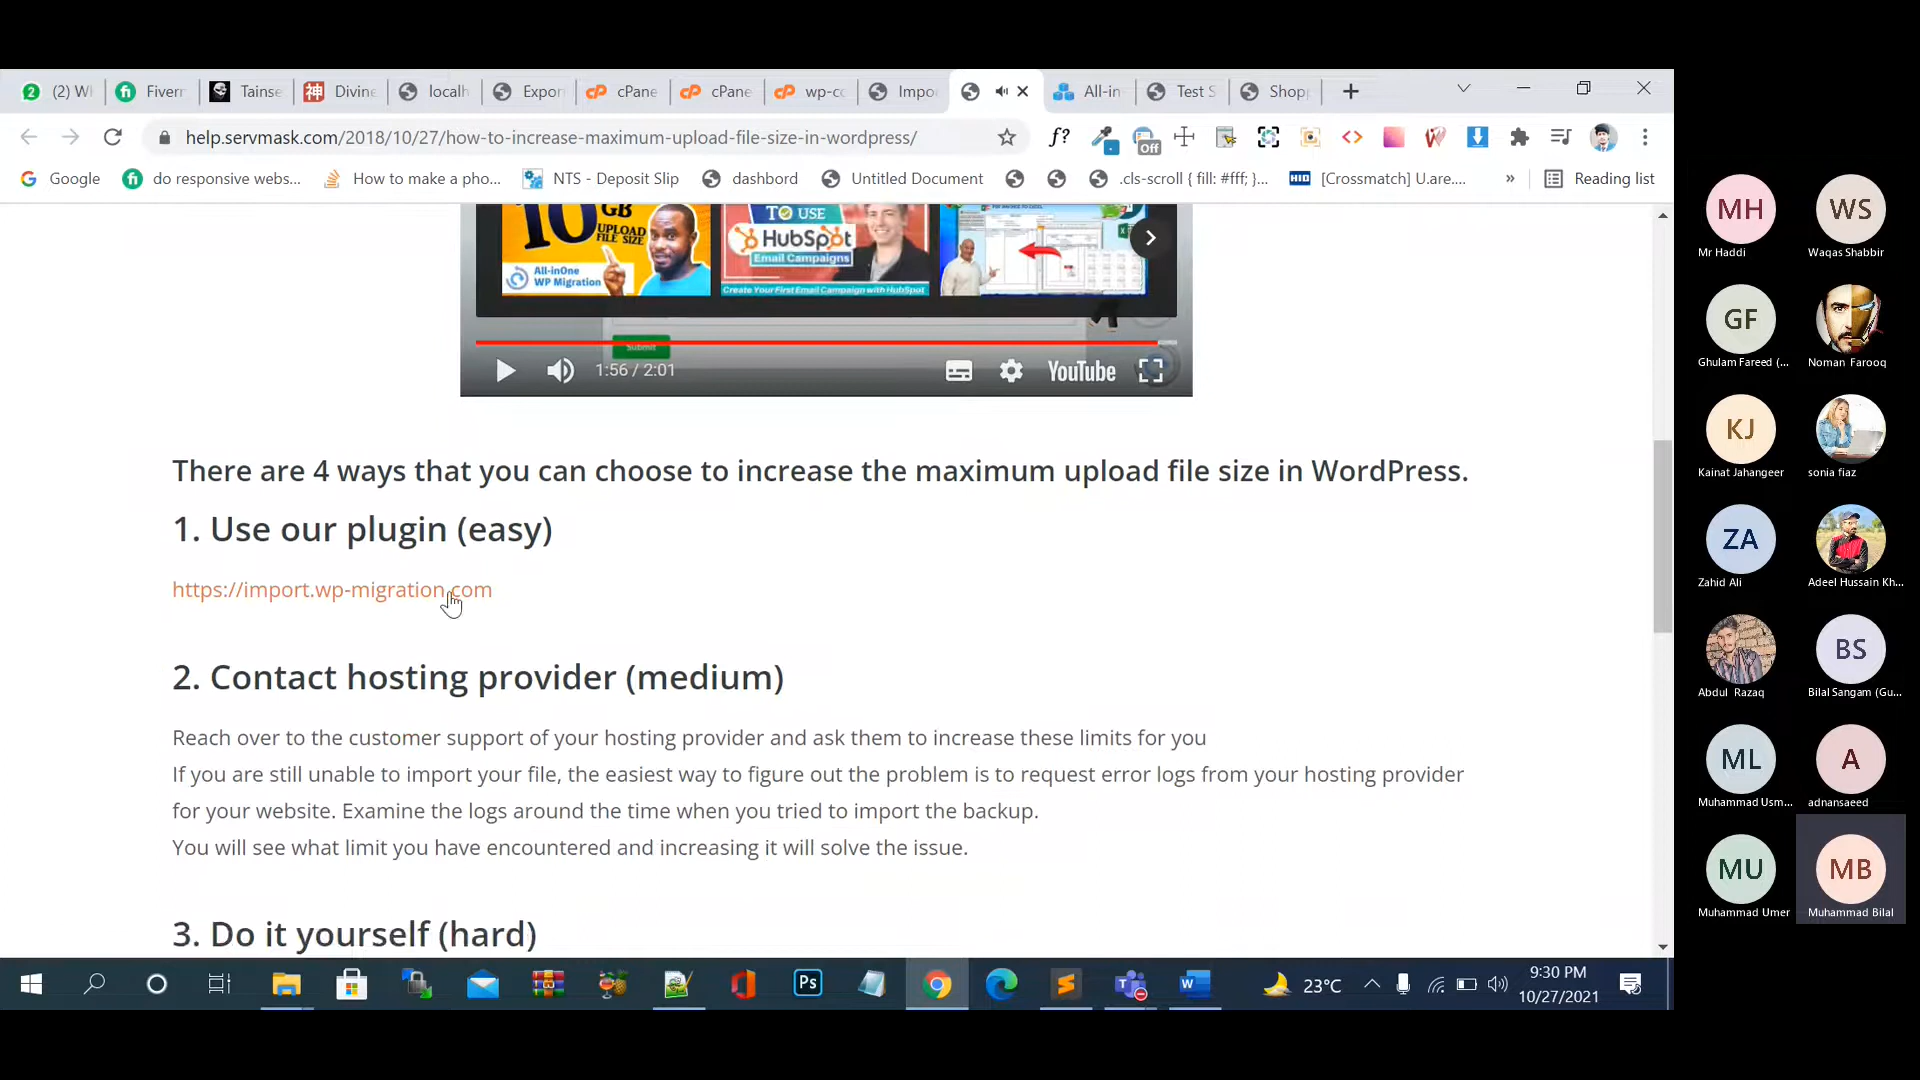 (2) Wh
Fiverr
Tainse
Divine
localh
Expor
cPane
cPane
wp-co
Impo
All-in
Test S
Shop
help.servmask.com/2018/10/27/how-to-increase-maximum-upload-file-size-in-wordpress/
f?
Off
Google
do responsive webs...
How to make a pho...
NTS - Deposit Slip
dashbord
Untitled Document
.cls-scroll { fill: #fff; }...
HID
[Crossmatch] U.are....
»
Reading list
10 GB
UPLOAD
FILE SIZE
All-inOne
WP Migration
TO USE
HubSpot
Email Campaigns
Create Your First Email Campaign with HubSpot
Submit
1:56 / 2:01
YouTube
There are 4 ways that you can choose to increase the maximum upload file size in WordPress.
1. Use our plugin (easy)
https://import.wp-migration.com
2. Contact hosting provider (medium)
Reach over to the customer support of your hosting provider and ask them to increase these limits for you
If you are still unable to import your file, the easiest way to figure out the problem is to request error logs from your hosting provider
for your website. Examine the logs around the time when you tried to import the backup.
You will see what limit you have encountered and increasing it will solve the issue.
3. Do it yourself (hard)
Ps
23°C
9:30 PM
10/27/2021
MH
Mr Haddi
WS
Waqas Shabbir
GF
Ghulam Fareed (...
Noman Farooq
KJ
Kainat Jahangeer
sonia fiaz
ZA
Zahid Ali
Adeel Hussain Kh...
Abdul Razaq
BS
Bilal Sangam (Gu...
ML
Muhammad Usm...
A
adnansaeed
MU
Muhammad Umer
MB
Muhammad Bilal